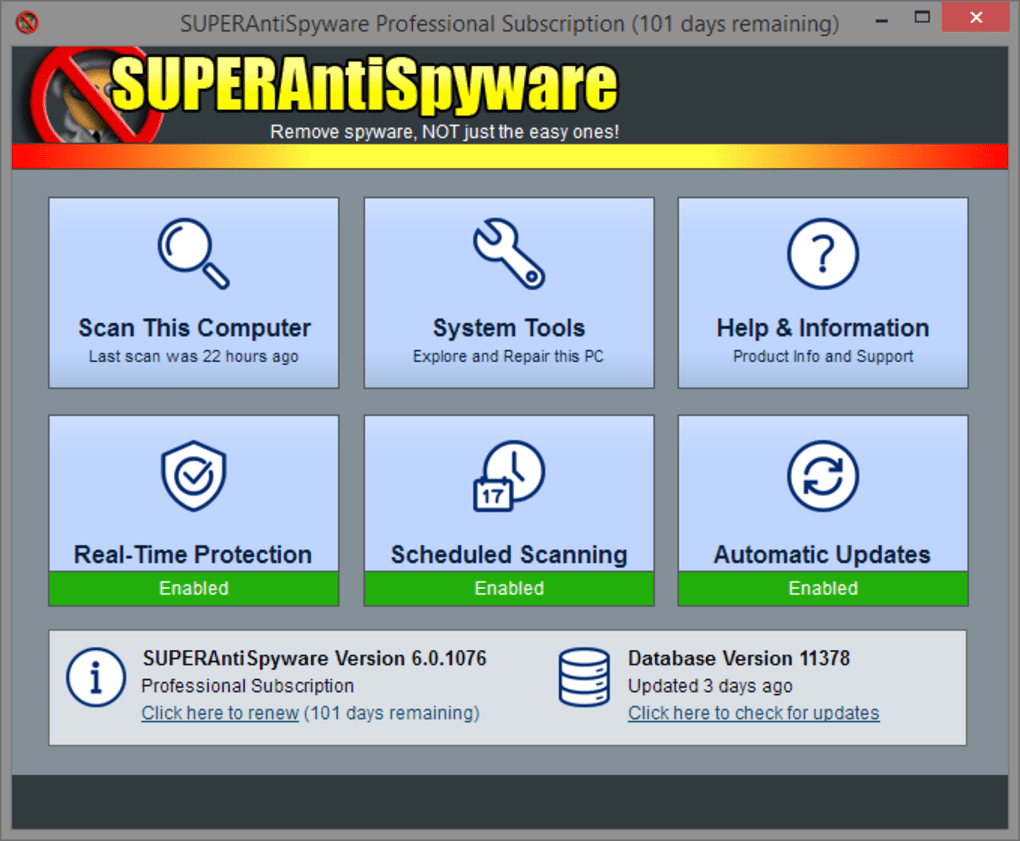 SUPERAntiSpyware Professional Subscription (101 days remaining)
SUPERAntiSpyware
Remove spyware, NOT just the easy ones!
Scan This Computer
Last scan was 22 hours ago
System Tools
Explore and Repair this PC
Help & Information
Product Info and Support
Real-Time Protection
Enabled
17
Scheduled Scanning
Enabled
Automatic Updates
Enabled
SUPERAntiSpyware Version 6.0.1076
Professional Subscription
Click here to renew (101 days remaining)
Database Version 11378
Updated 3 days ago
Click here to check for updates